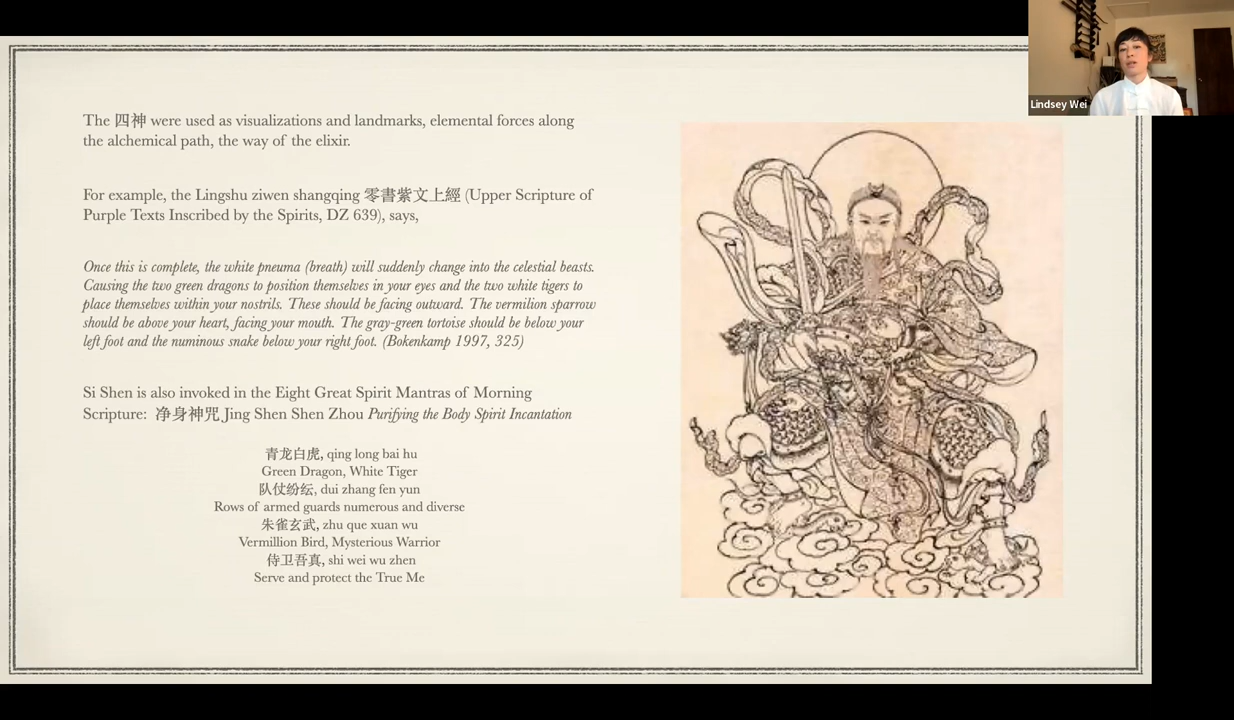 The 四神 were used as visualizations and landmarks, elemental forces along
the alchemical path, the way of the elixir.
For example, the Lingshu ziwen shangqing 零書紫文上經 (Upper Scripture of
Purple Texts Inscribed by the Spirits, DZ 639), says,
Once this is complete, the white pneuma (breath) will suddenly change into the celestial beasts.
Causing the two green dragons to position themselves in your eyes and the two white tigers to
place themselves within your nostrils. These should be facing outward. The vermilion sparrow
should be above your heart, facing your mouth. The gray-green tortoise should be below your
left foot and the numinous snake below your right foot. (Bokenkamp 1997, 325)
Si Shen is also invoked in the Eight Great Spirit Mantras of Morning
Scripture: 净身神咒 Jing Shen Shen Zhou Purifying the Body Spirit Incantation
青龙白虎, qing long bai hu
Green Dragon, White Tiger
队仗纷纭, dui zhang fen yun
Rows of armed guards numerous and diverse
朱雀玄武, zhu que xuan wu
Vermillion Bird, Mysterious Warrior
侍卫吾真, shi wei wu zhen
Serve and protect the True Me
Lindsey Wei